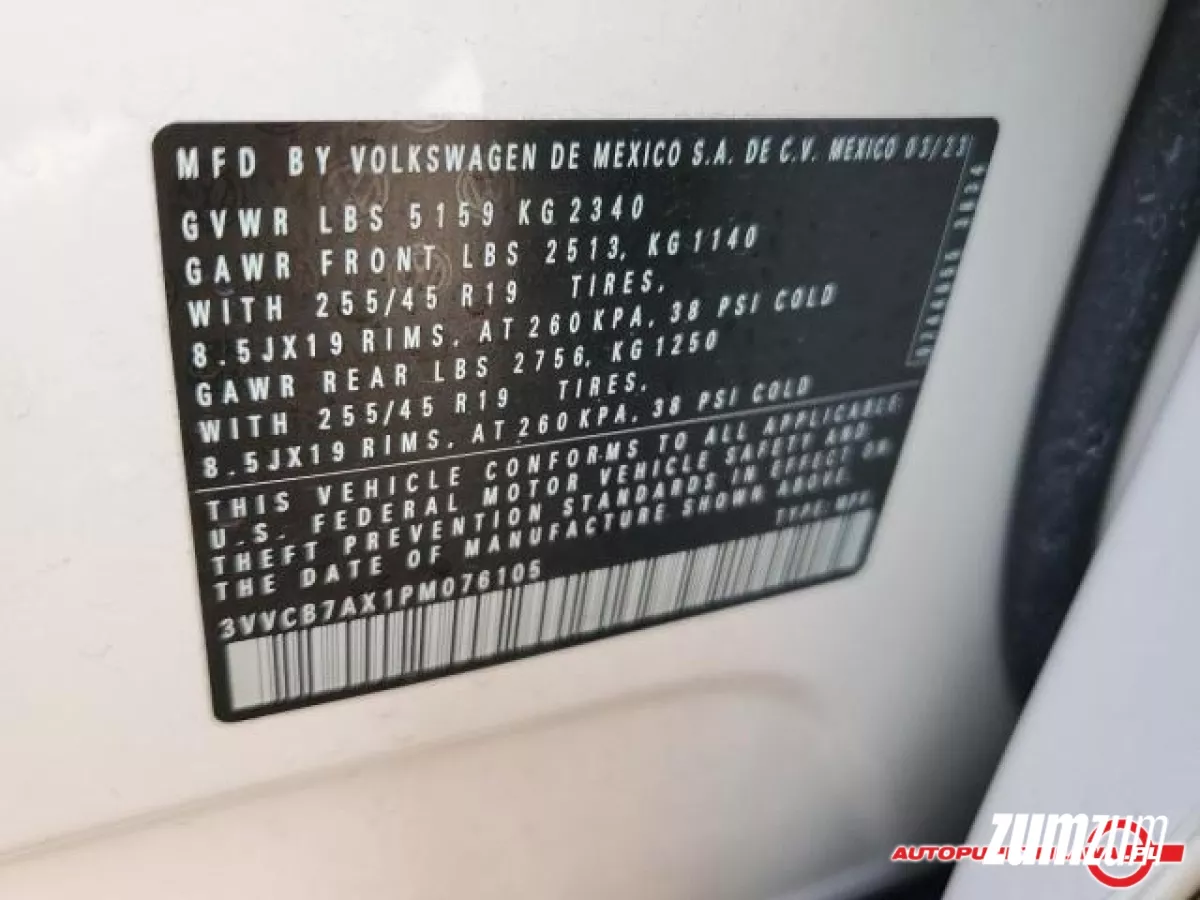 MFD BY VOLKSWAGEN DE MEXICO S.A. DE C.V. MEXICO 03/23
GVWR LBS 5159 KG 2340
GAWR FRONT LBS 2513, KG 1140
WITH 255/45 R19 TIRES,
8.5JX19 RIMS, AT 260 KPA, 38 PSI COLD
GAWR REAR LBS 2756, KG 1250
WITH 255/45 R19 TIRES,
8.5JX19 RIMS, AT 260 KPA, 38 PSI COLD
THIS VEHICLE CONFORMS TO ALL APPLICABLE
U.S. FEDERAL MOTOR VEHICLE SAFETY AND
THEFT PREVENTION STANDARDS IN EFFECT ON
THE DATE OF MANUFACTURE SHOWN ABOVE.
TYPE: MPV
3VVCB7AX1PM076105
zumzum